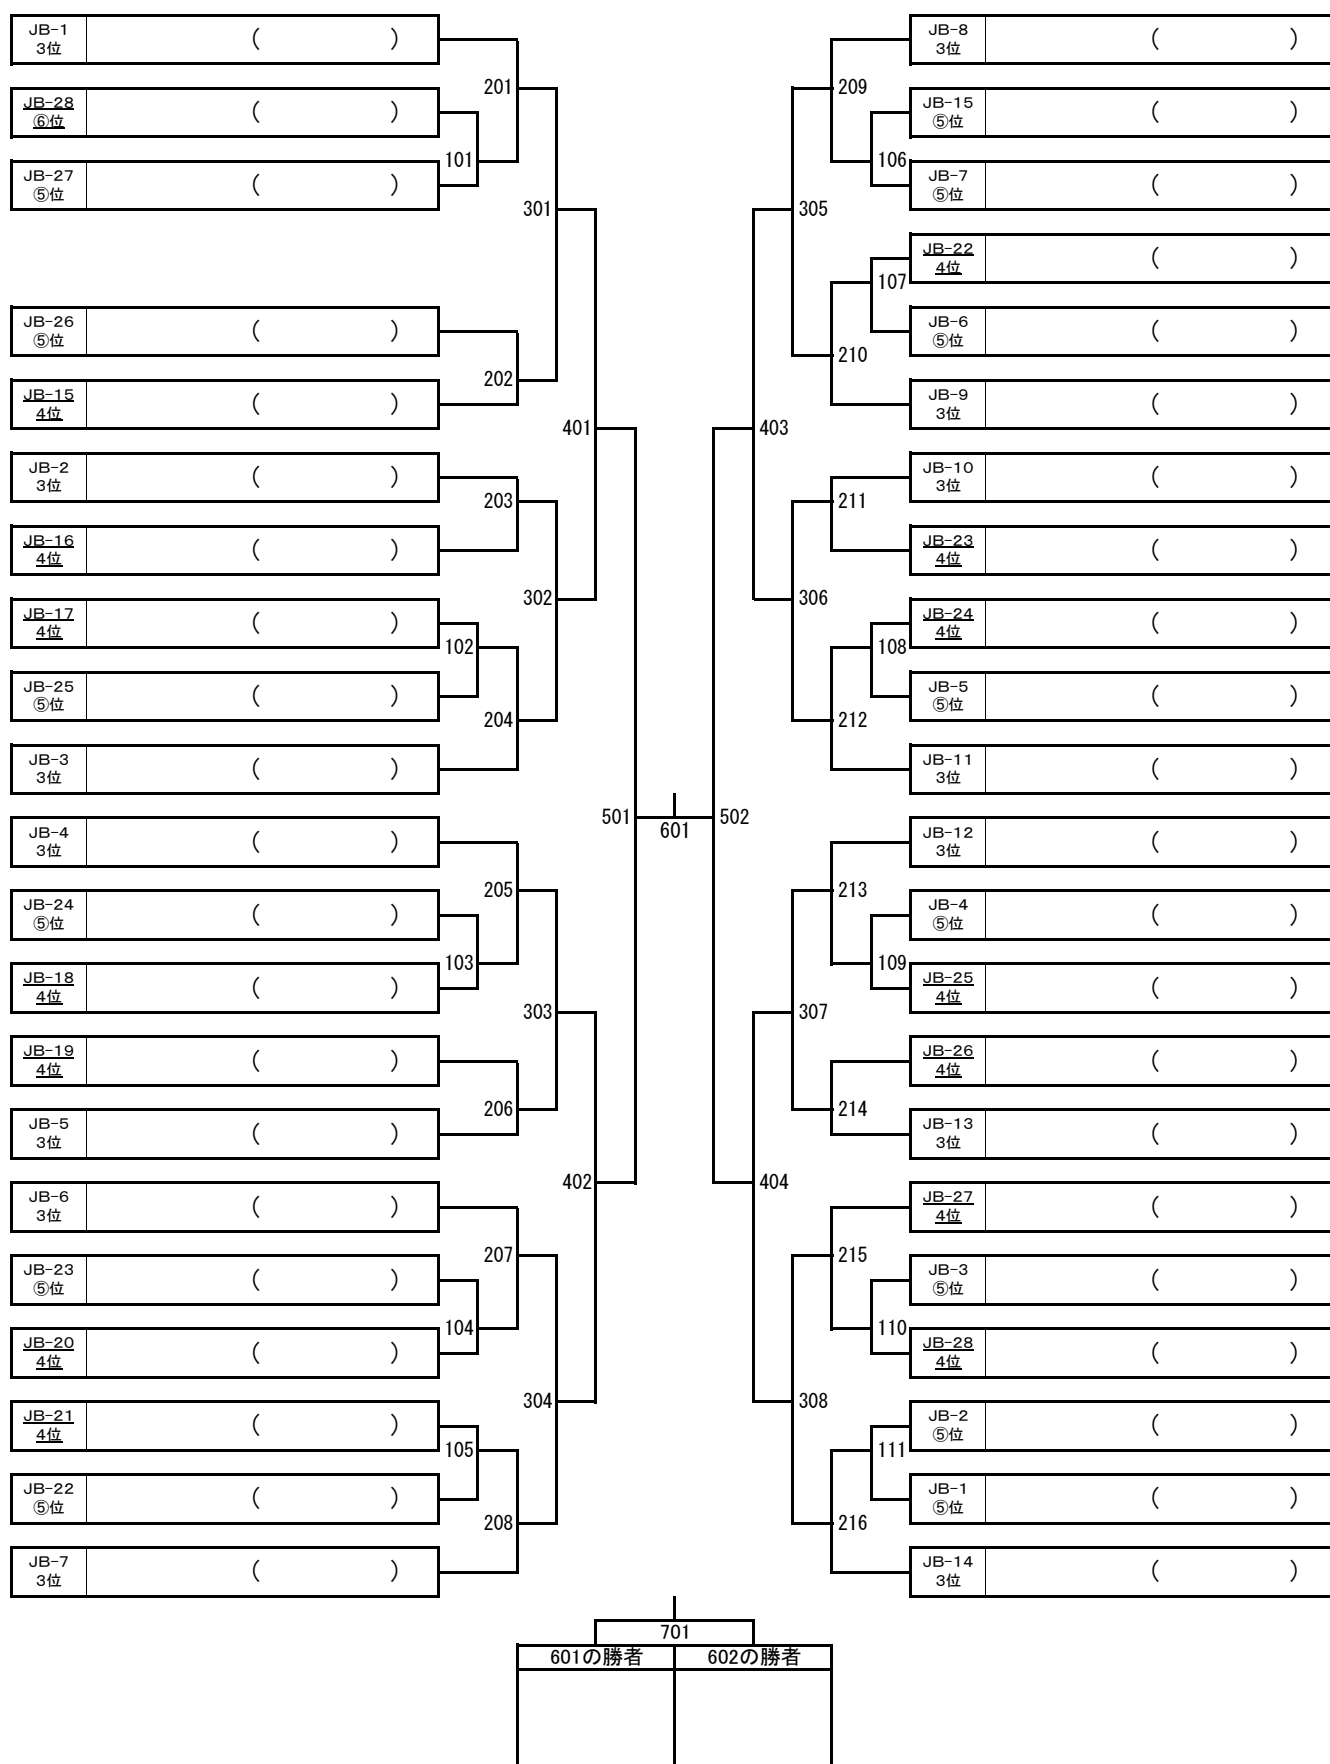 JB-1
3位
( )
JB-28
⑥位
( )
JB-27
⑤位
( )
JB-26
⑤位
( )
JB-15
4位
( )
JB-2
3位
( )
JB-16
4位
( )
JB-17
4位
( )
JB-25
⑤位
( )
JB-3
3位
( )
JB-4
3位
( )
JB-24
⑤位
( )
JB-18
4位
( )
JB-19
4位
( )
JB-5
3位
( )
JB-6
3位
( )
JB-23
⑤位
( )
JB-20
4位
( )
JB-21
4位
( )
JB-22
⑤位
( )
JB-7
3位
( )
101
102
103
104
105
201
202
203
204
205
206
207
208
301
302
303
304
401
402
501
601
502
403
404
305
306
307
308
209
210
211
212
213
214
215
216
106
107
108
109
110
111
JB-8
3位
( )
JB-15
⑤位
( )
JB-7
⑤位
( )
JB-22
4位
( )
JB-6
⑤位
( )
JB-9
3位
( )
JB-10
3位
( )
JB-23
4位
( )
JB-24
4位
( )
JB-5
⑤位
( )
JB-11
3位
( )
JB-12
3位
( )
JB-4
⑤位
( )
JB-25
4位
( )
JB-26
4位
( )
JB-13
3位
( )
JB-27
4位
( )
JB-3
⑤位
( )
JB-28
4位
( )
JB-2
⑤位
( )
JB-1
⑤位
( )
JB-14
3位
( )
701
601の勝者
602の勝者